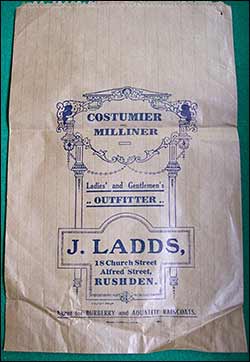 COSTUMIER
MILLINER
Ladies' and Gentlemen's
.. OUTFITTER ..
J. LADDS,
18 Church Street
Alfred Street,
RUSHDEN.
Agent for BURBERRY and AQUATITE RAINCOATS.